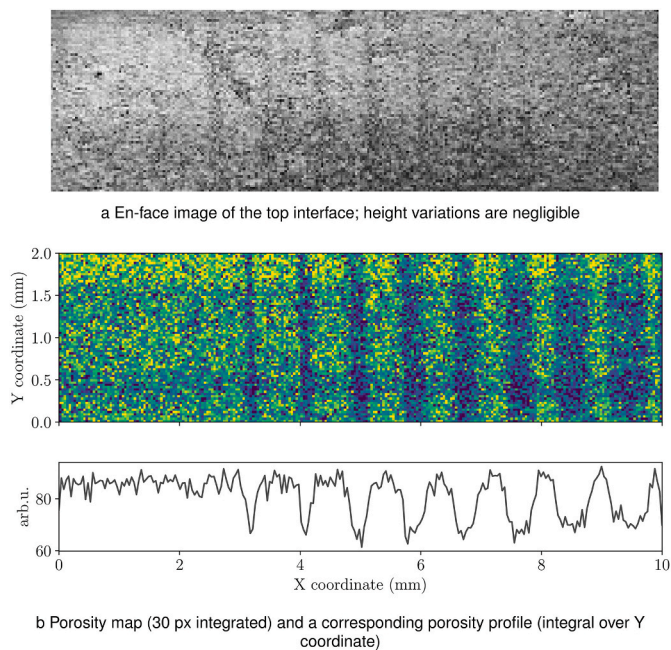 a En-face image of the top interface; height variations are negligible
2.0
1.5
1.0
0.5
0.0
Y coordinate (mm)
80
60
arb.u.
0 2 4 6 8 10
X coordinate (mm)
b Porosity map (30 px integrated) and a corresponding porosity profile (integral over Y
coordinate)